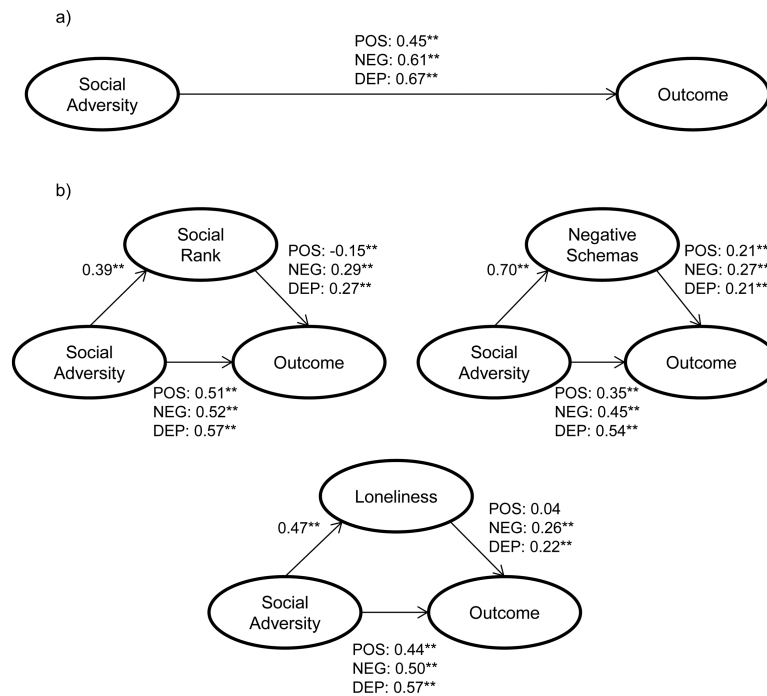 a)
POS: 0.45**
NEG: 0.61**
DEP: 0.67**
Social
Adversity
Outcome
b)
Social
Rank
0.39**
POS: -0.15**
NEG: 0.29**
DEP: 0.27**
Social
Adversity
Outcome
POS: 0.51**
NEG: 0.52**
DEP: 0.57**
Negative
Schemas
0.70**
POS: 0.21**
NEG: 0.27**
DEP: 0.21**
Social
Adversity
Outcome
POS: 0.35**
NEG: 0.45**
DEP: 0.54**
Loneliness
0.47**
POS: 0.04
NEG: 0.26**
DEP: 0.22**
Social
Adversity
Outcome
POS: 0.44**
NEG: 0.50**
DEP: 0.57**